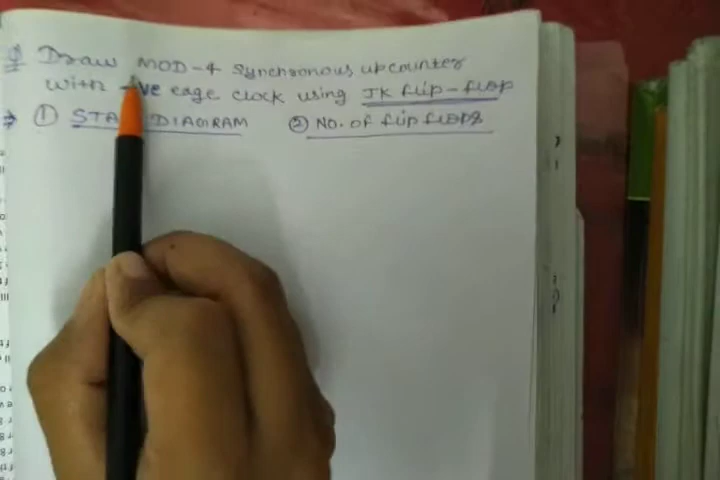 Q Draw MOD-4 synchronous upcounter
with -ve eage clock using JK flip-flop
⇒ ① STA DIAGRAM ② NO. OF flip flops